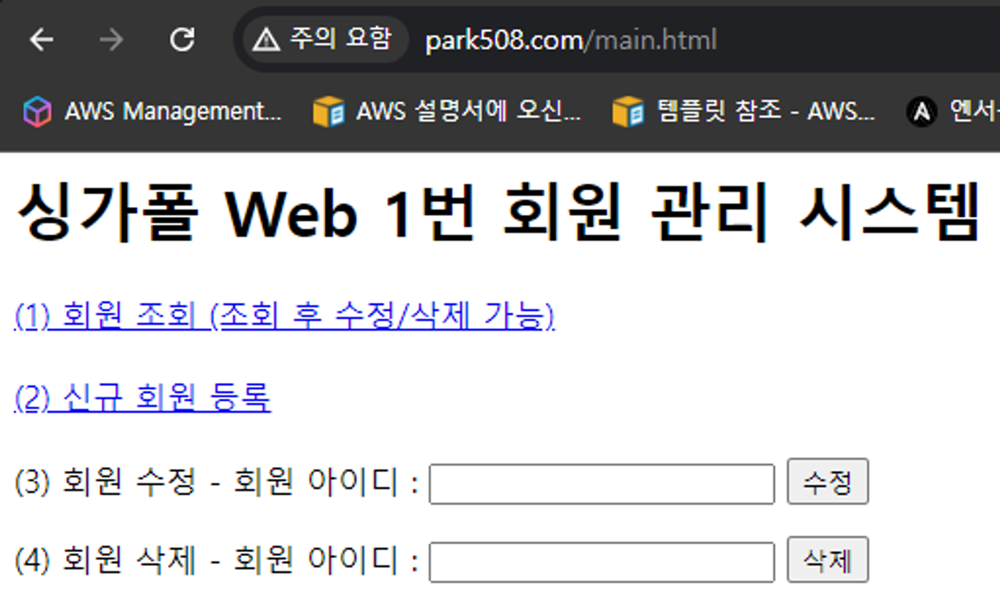 주의 요함 park508.com/main.html
AWS Management... AWS 설명서에 오신... 템플릿 참조 - AWS... 엔서
싱가폴 Web 1번 회원 관리 시스템
(1) 회원 조회 (조회 후 수정/삭제 가능)
(2) 신규 회원 등록
(3) 회원 수정 - 회원 아이디 : 수정
(4) 회원 삭제 - 회원 아이디 : 삭제